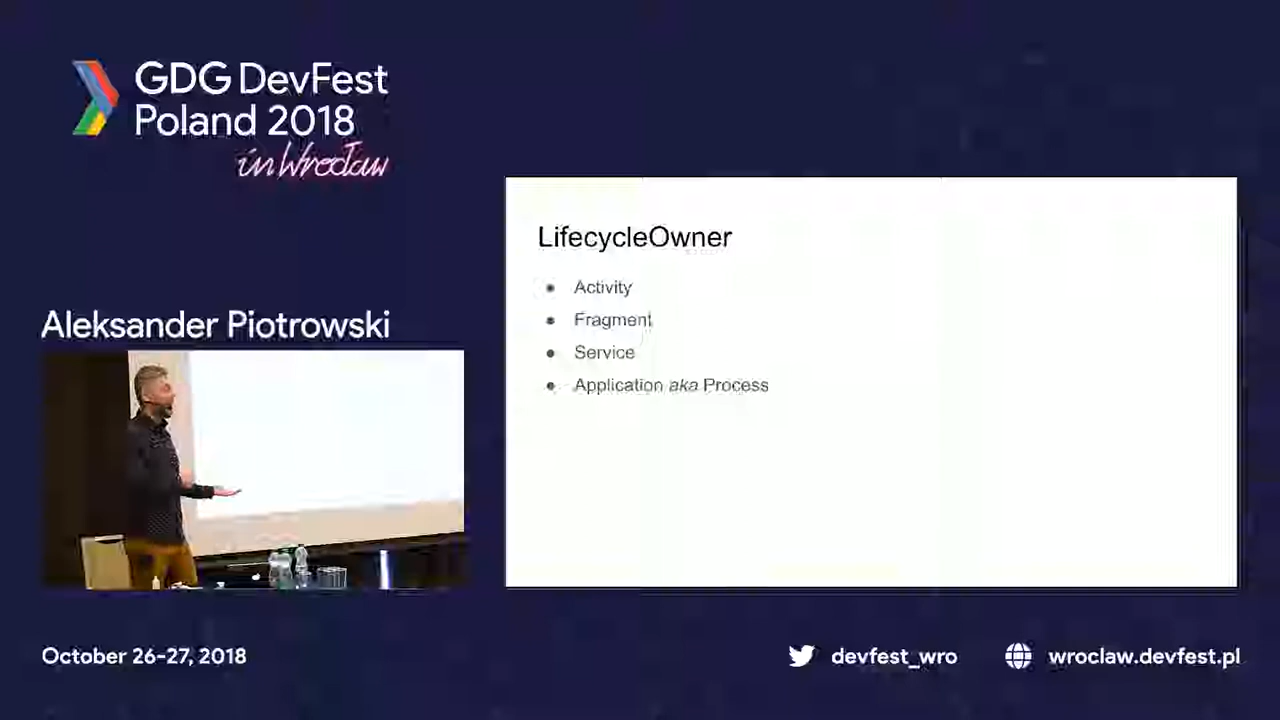 GDG DevFest
Poland 2018
in Wrocław
Aleksander Piotrowski
LifecycleOwner
Activity
Fragment
Service
Application aka Process
October 26-27, 2018
devfest_wro
wroclaw.devfest.pl